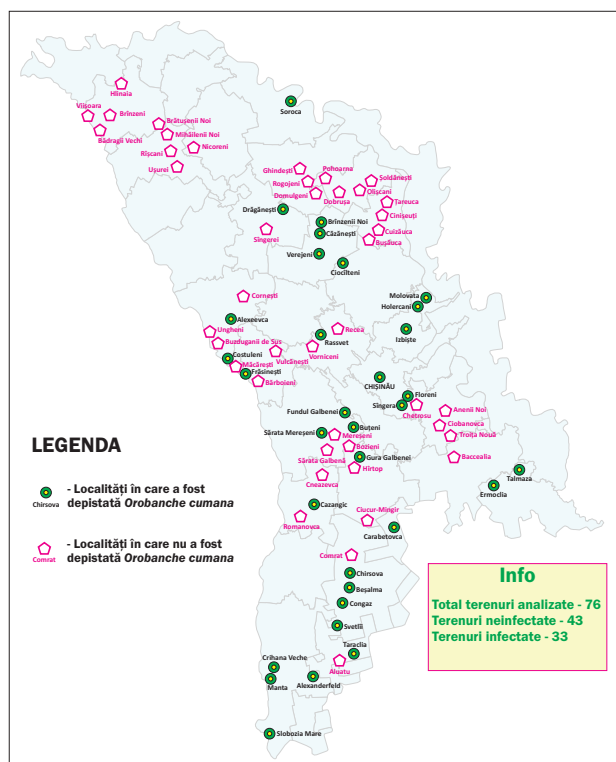 Hlinaia
Soroca
Viișoara
Brînzeni
Bădragii Vechi
Brătușenii Noi
Mihăilenii Noi
Rîșcani
Nicoreni
Ușurei
Ghindești
Pohoarna
Rogojeni
Șoldănești
Domulgeni
Olișcani
Dobrușa
Țareuca
Drăgănești
Cinișeuți
Brînzenii Noi
Cuizăuca
Căzănești
Sîngerei
Bușăuca
Verejeni
Ciocîlteni
Cornești
Molovata
Holercani
Alexeevca
Ungheni
Recea
Izbiște
Buzduganii de Sus
Rassvet
Vorniceni
Costuleni
Vulcănești
Măcărești
Frăsinești
Bărboieni
CHIȘINĂU
Floreni
Sîngera
Chetrosu
Anenii Noi
Fundul Galbenei
Ciobanovca
Buțeni
Sărata Mereșeni
Mereșeni
Troița Nouă
Bozieni
Sărata Galbenă
Gura Galbenei
Baccealia
Hîrtop
Talmaza
Cneazevca
Ermoclia
Cazangic
Ciucur-Mingir
Romanovca
Carabetovca
Comrat
Chirsova
Beșalma
Congaz
Svetlîi
Taraclia
Crihana Veche
Aluatu
Manta
Alexanderfeld
Slobozia Mare
LEGENDA
- Localități în care a fost
depistată Orobanche cumana
Chirsova
- Localități în care nu a fost
depistată Orobanche cumana
Comrat
Info
Total terenuri analizate - 76
Terenuri neinfectate - 43
Terenuri infectate - 33